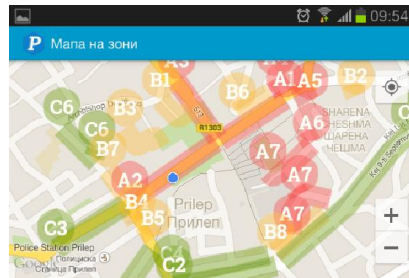 09:54
P Мапа на зони
A3
B1
A1 A5 B2
C6 B3 B6
SHARENA
HESHMA
ШАРЕНА
ЧЕШМА
C6 R1303 A6
B7 A7
A2 A7
B4 Prilep
B5 Прилеп A7
C3 B8
Police Station Prilep
Полициска
Станица Прилеп
Google
C2
+
−